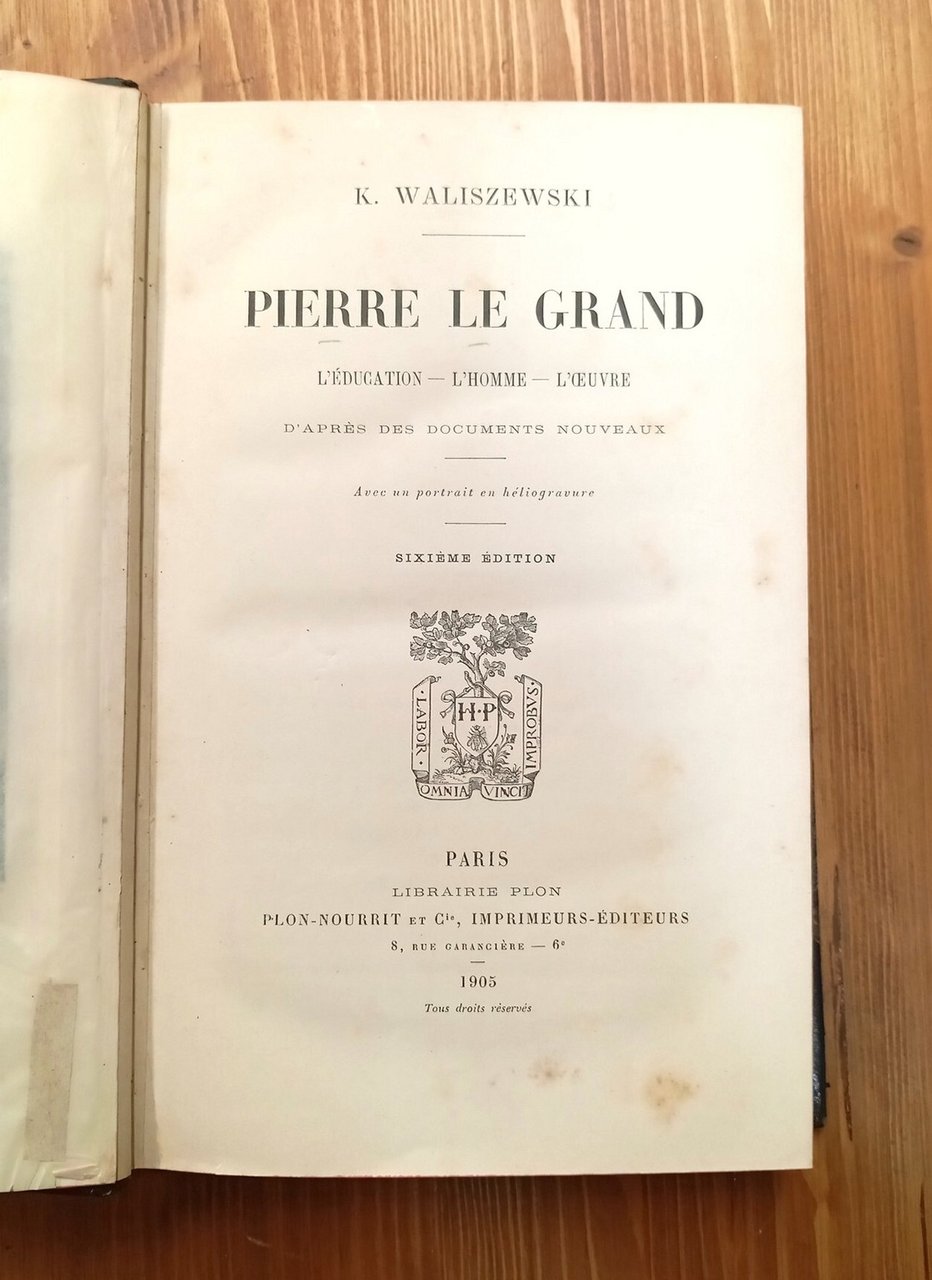 K. WALISZEWSKI
PIERRE LE GRAND
L'ÉDUCATION — L'HOMME — L'ŒUVRE
D'APRÈS DES DOCUMENTS NOUVEAUX
Avec un portrait en héliogravure
SIXIÈME ÉDITION
·LABOR·
H·P
IMPROBVS·
OMNIA VINCIT
PARIS
LIBRAIRIE PLON
PLON-NOURRIT ET Cie, IMPRIMEURS-ÉDITEURS
8, RUE GARANCIÈRE — 6e
1905
Tous droits réservés